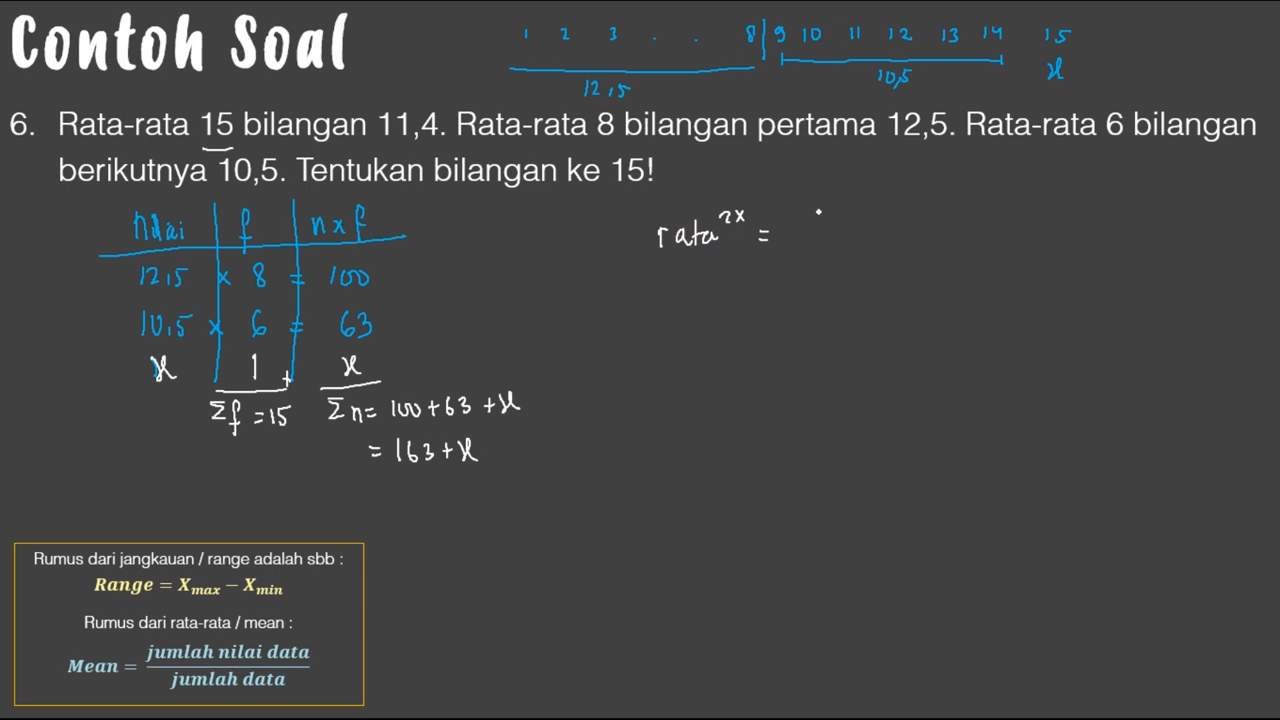 Contoh Soal
1 2 3 . . 8 | 9 10 11 12 13 14 15
12,5 10,5 x
6. Rata-rata 15 bilangan 11,4. Rata-rata 8 bilangan pertama 12,5. Rata-rata 6 bilangan
berikutnya 10,5. Tentukan bilangan ke 15!
nilai f n x f
rata²ˣ =
12,5 x 8 = 100
10,5 x 6 = 63
x 1 x
+
Σf = 15 Σn = 100 + 63 + x
= 163 + x
Rumus dari jangkauan / range adalah sbb :
Range = Xmax − Xmin
Rumus dari rata-rata / mean :
Mean = jumlah nilai data
jumlah data